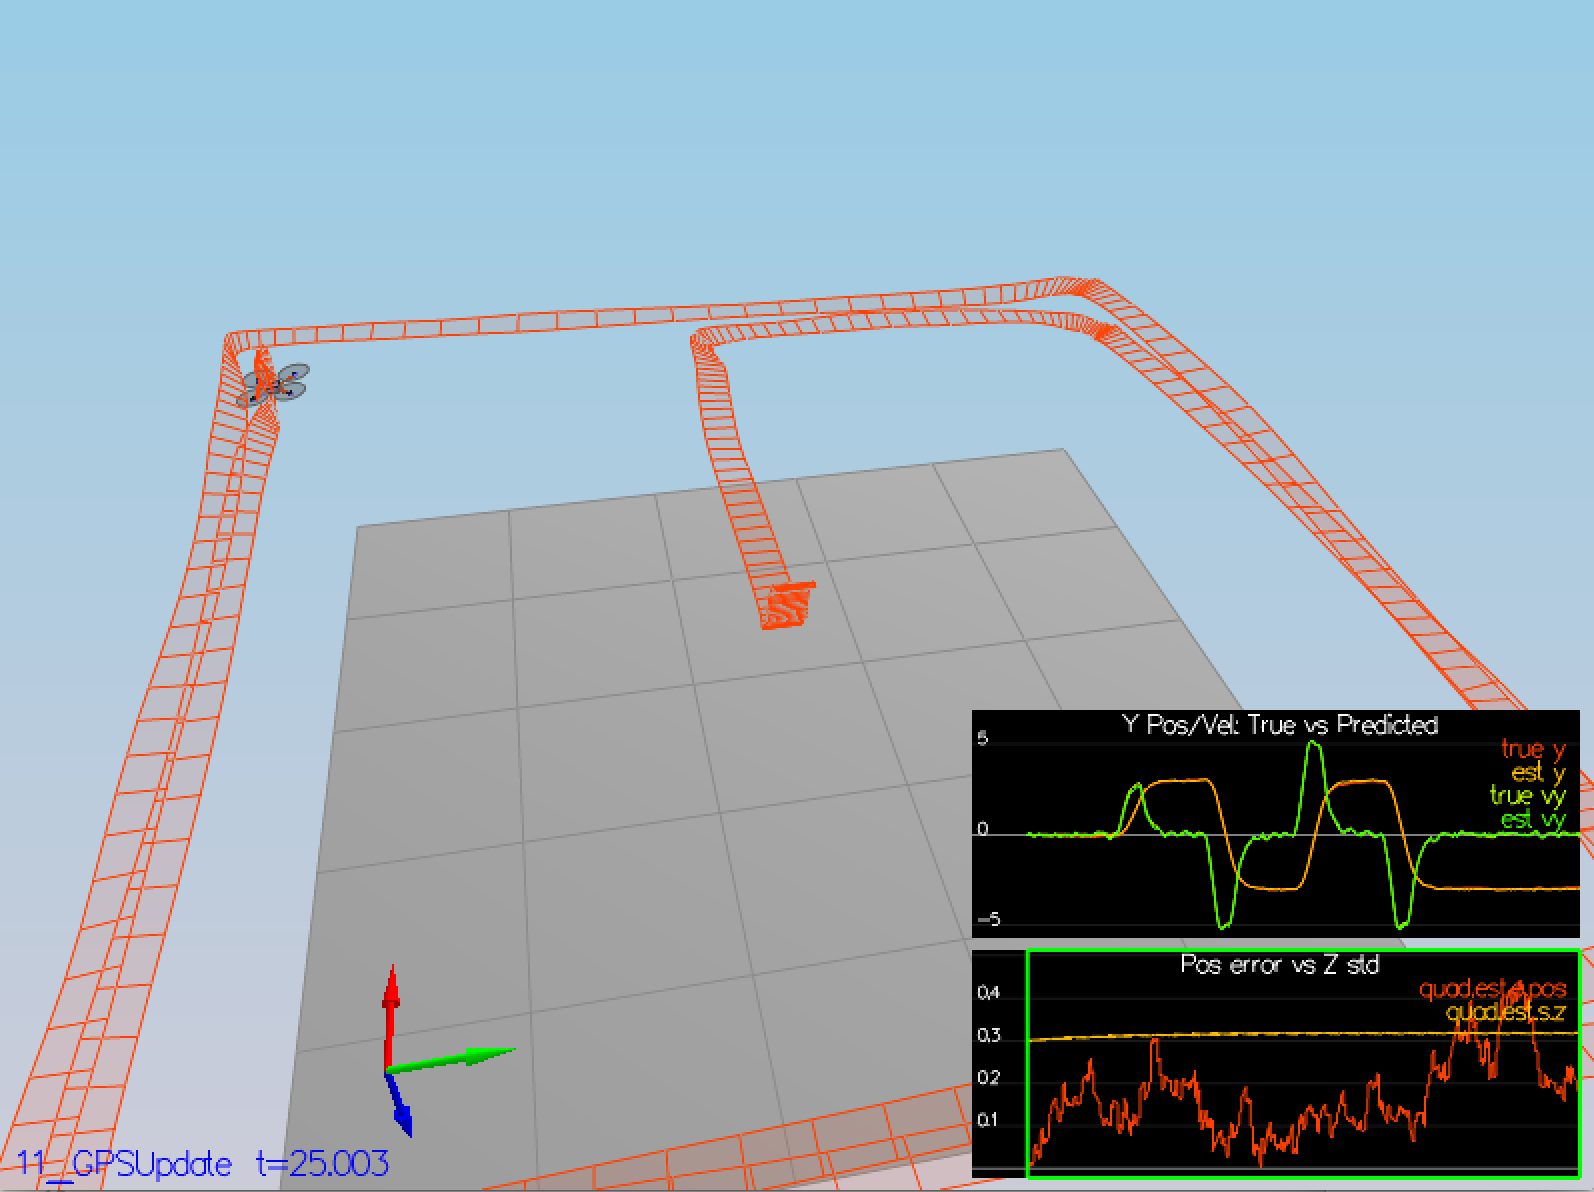 Y Pos/Vel: True vs Predicted
5
true y
est y
true vy
0
est vy
-5
Pos error vs Z std
0.4
quad.est.e.pos
quad.est.s.z
0.3
0.2
0.1
11_GPSUpdate t=25.003